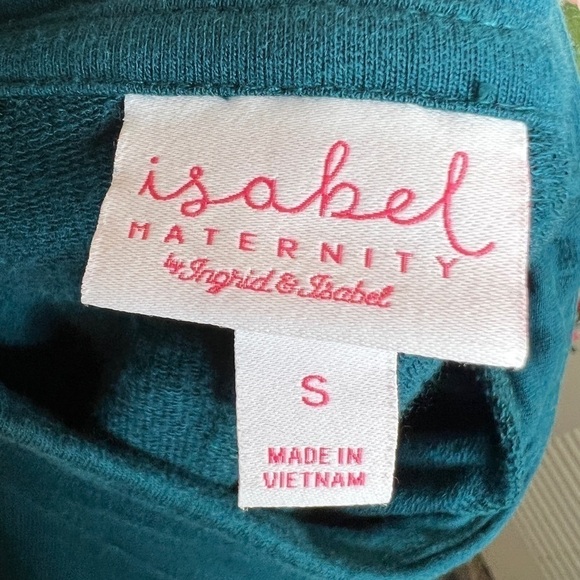 isabel
MATERNITY
by Ingrid & Isabel
S
MADE IN
VIETNAM